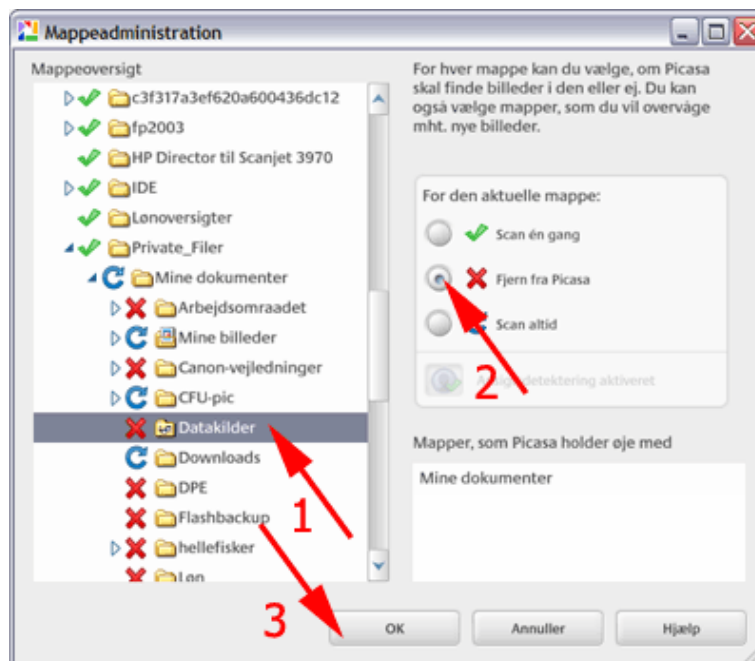 Mappeadministration
Mappeoversigt
c3f317a3ef620a600436dc12
fp2003
HP Director til Scanjet 3970
IDE
Lønoversigter
Private_Filer
Mine dokumenter
Arbejdsomraadet
Mine billeder
Canon-vejledninger
CFU-pic
Datakilder
Downloads
DPE
Flashbackup
hellefisker
Løn
1
For hver mappe kan du vælge, om Picasa
skal finde billeder i den eller ej. Du kan
også vælge mapper, som du vil overvåge
mht. nye billeder.
For den aktuelle mappe:
Scan én gang
Fjern fra Picasa
Scan altid
2
detektering aktiveret
Mapper, som Picasa holder øje med
Mine dokumenter
3
OK
Annuller
Hjælp